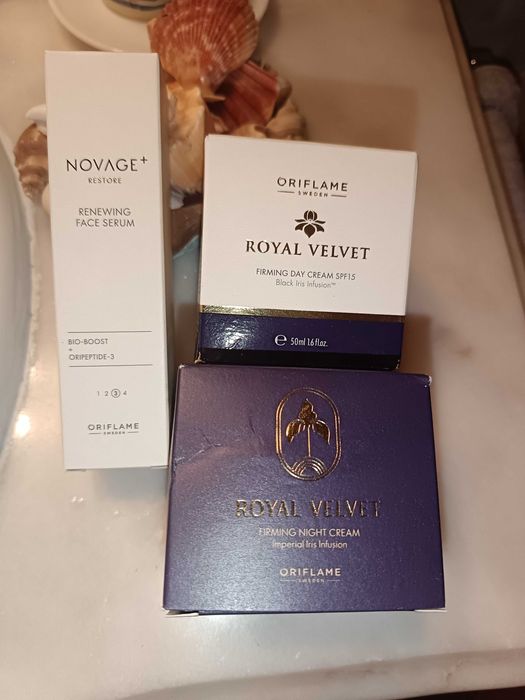 NOVAGE+
RESTORE
RENEWING
FACE SERUM
BIO-BOOST
+
ORIPEPTIDE-3
1 2 3 4
ORIFLAME
SWEDEN
ORIFLAME
SWEDEN
ROYAL VELVET
FIRMING DAY CREAM SPF15
Black Iris Infusion™
℮ 50ml 1.6 fl.oz.
ROYAL VELVET
FIRMING NIGHT CREAM
Imperial Iris Infusion
ORIFLAME
SWEDEN